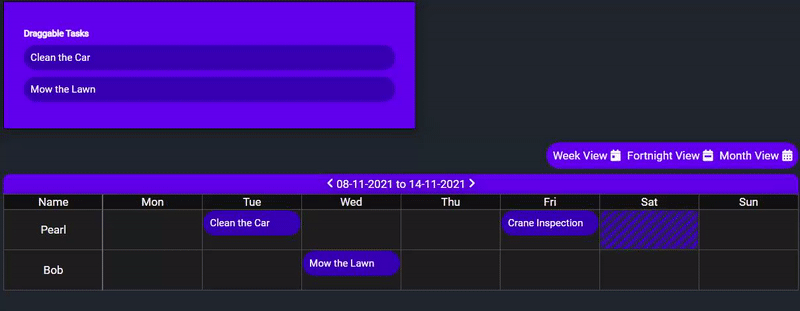 Draggable Tasks
Clean the Car
Mow the Lawn
Week View Fortnight View Month View
08-11-2021 to 14-11-2021
Name Mon Tue Wed Thu Fri Sat Sun
Pearl Clean the Car Crane Inspection
Bob Mow the Lawn